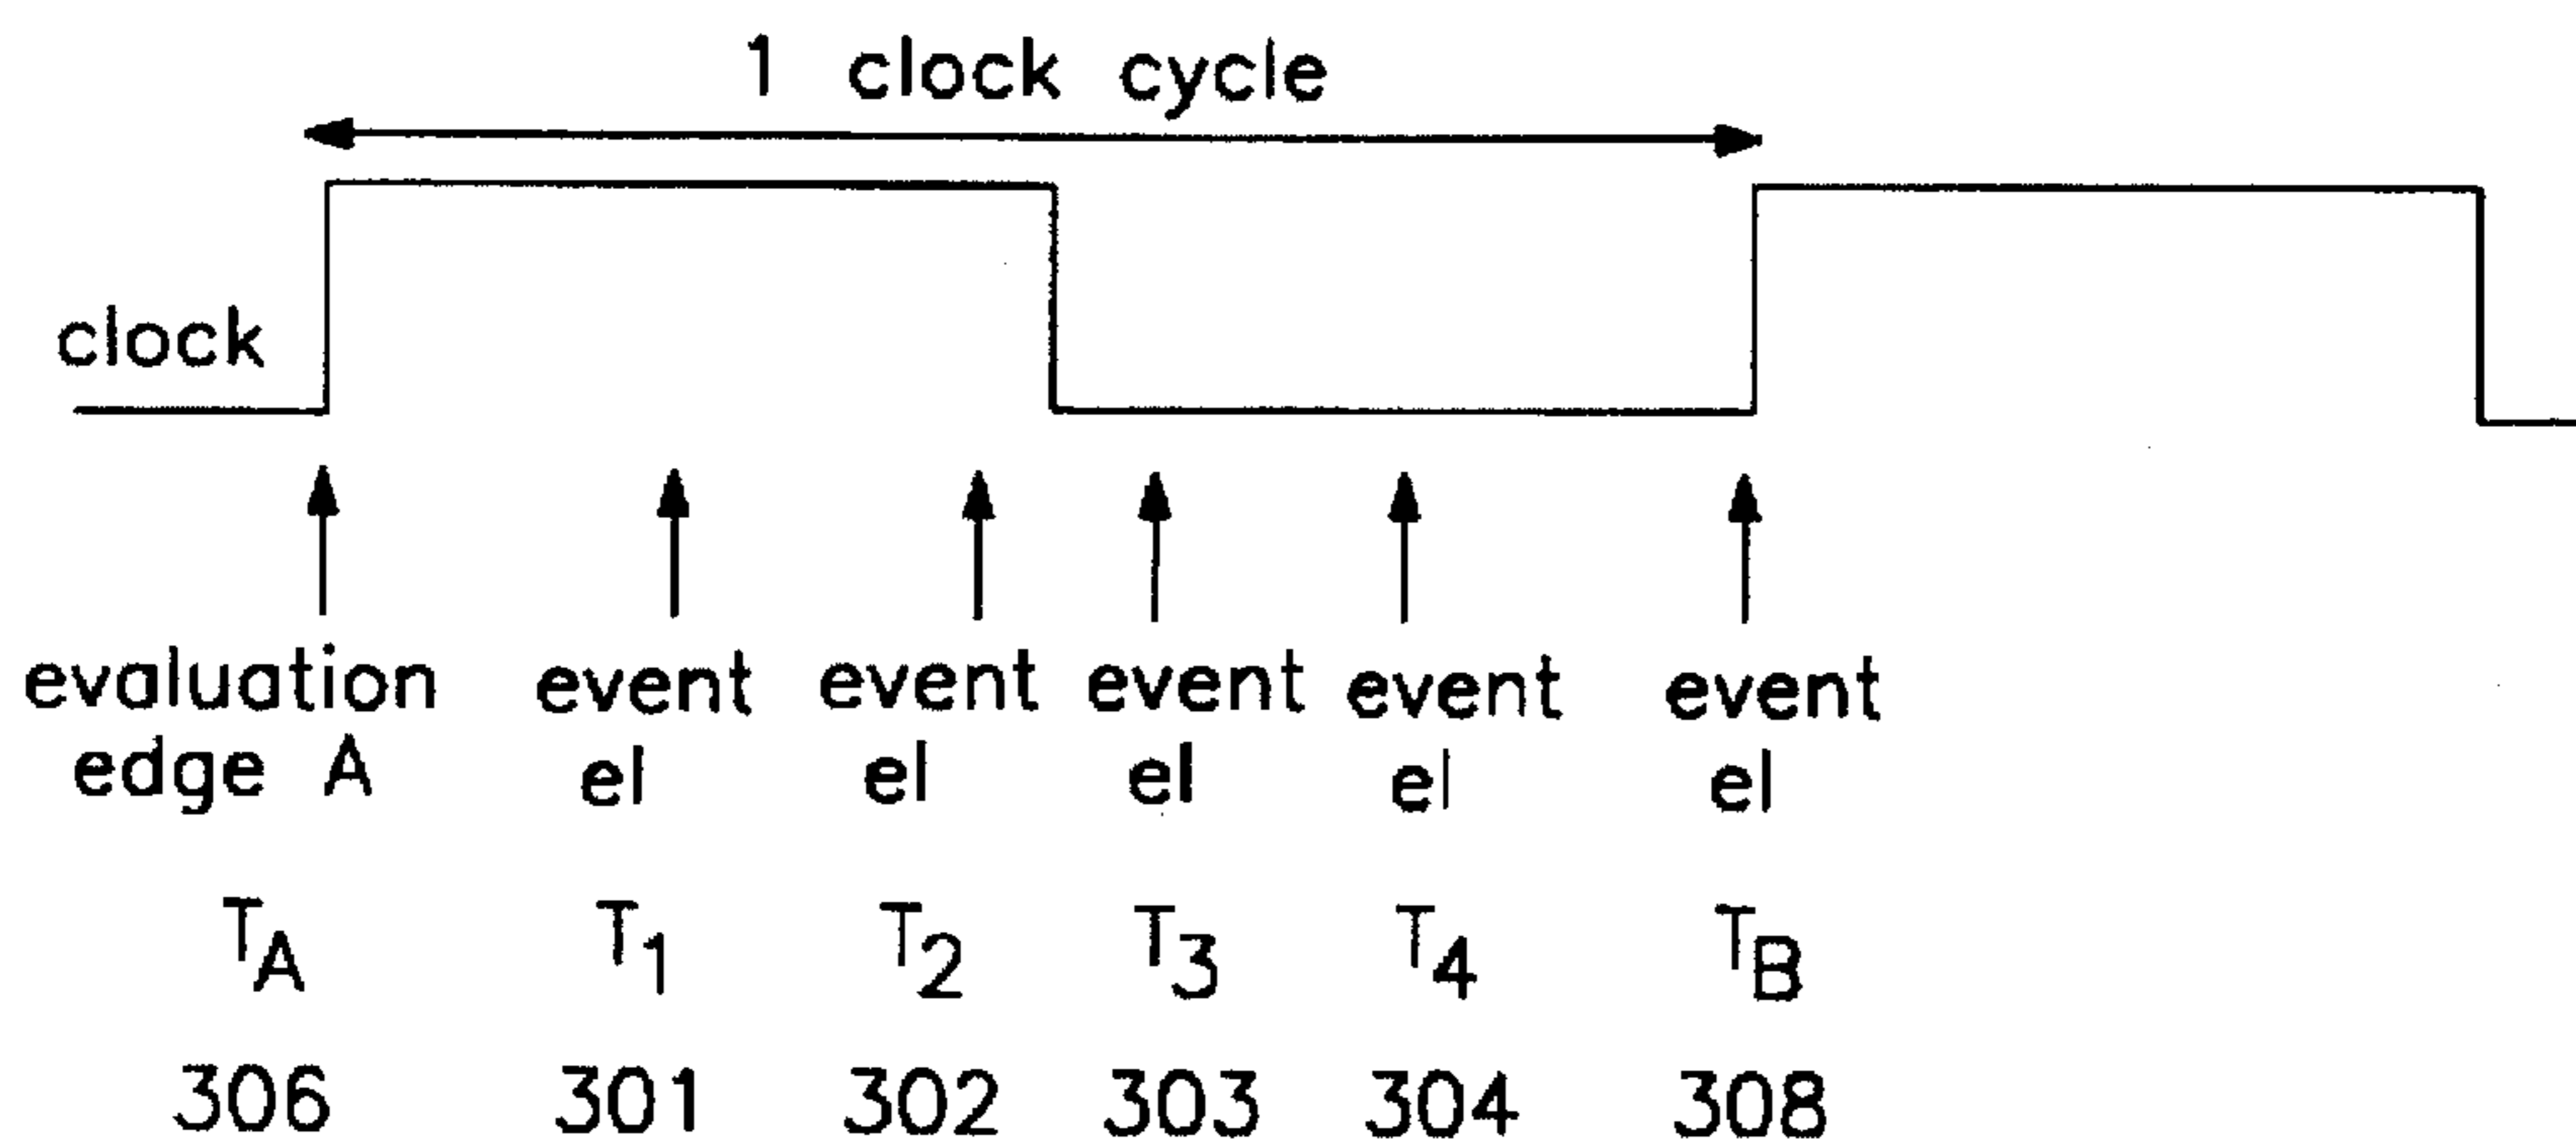 1 clock cycle
clock
evaluation event event event event event
edge A el el el el el
TA T1 T2 T3 T4 TB
306 301 302 303 304 308